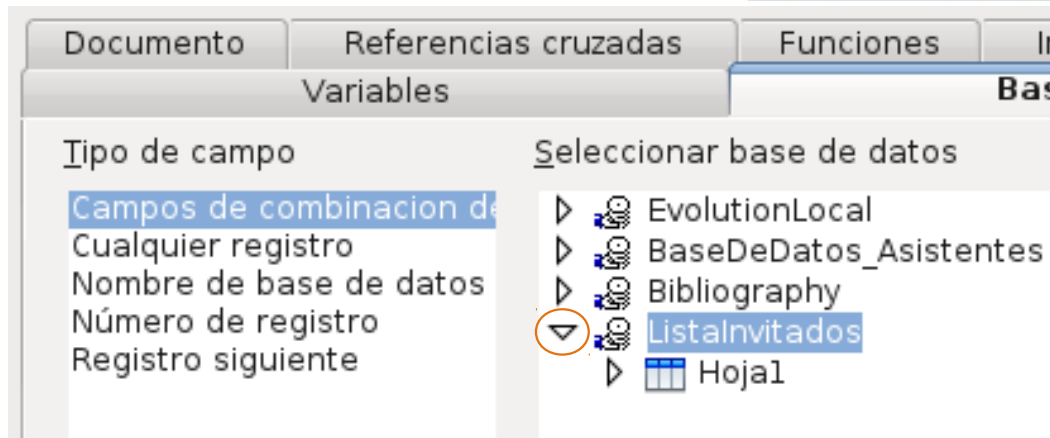 Documento Referencias cruzadas Funciones
Variables
Tipo de campo
Campos de combinacion
Cualquier registro
Nombre de base de datos
Número de registro
Registro siguiente
Seleccionar base de datos
EvolutionLocal
BaseDeDatos_Asistentes
Bibliography
ListaInvitados
Hoja1